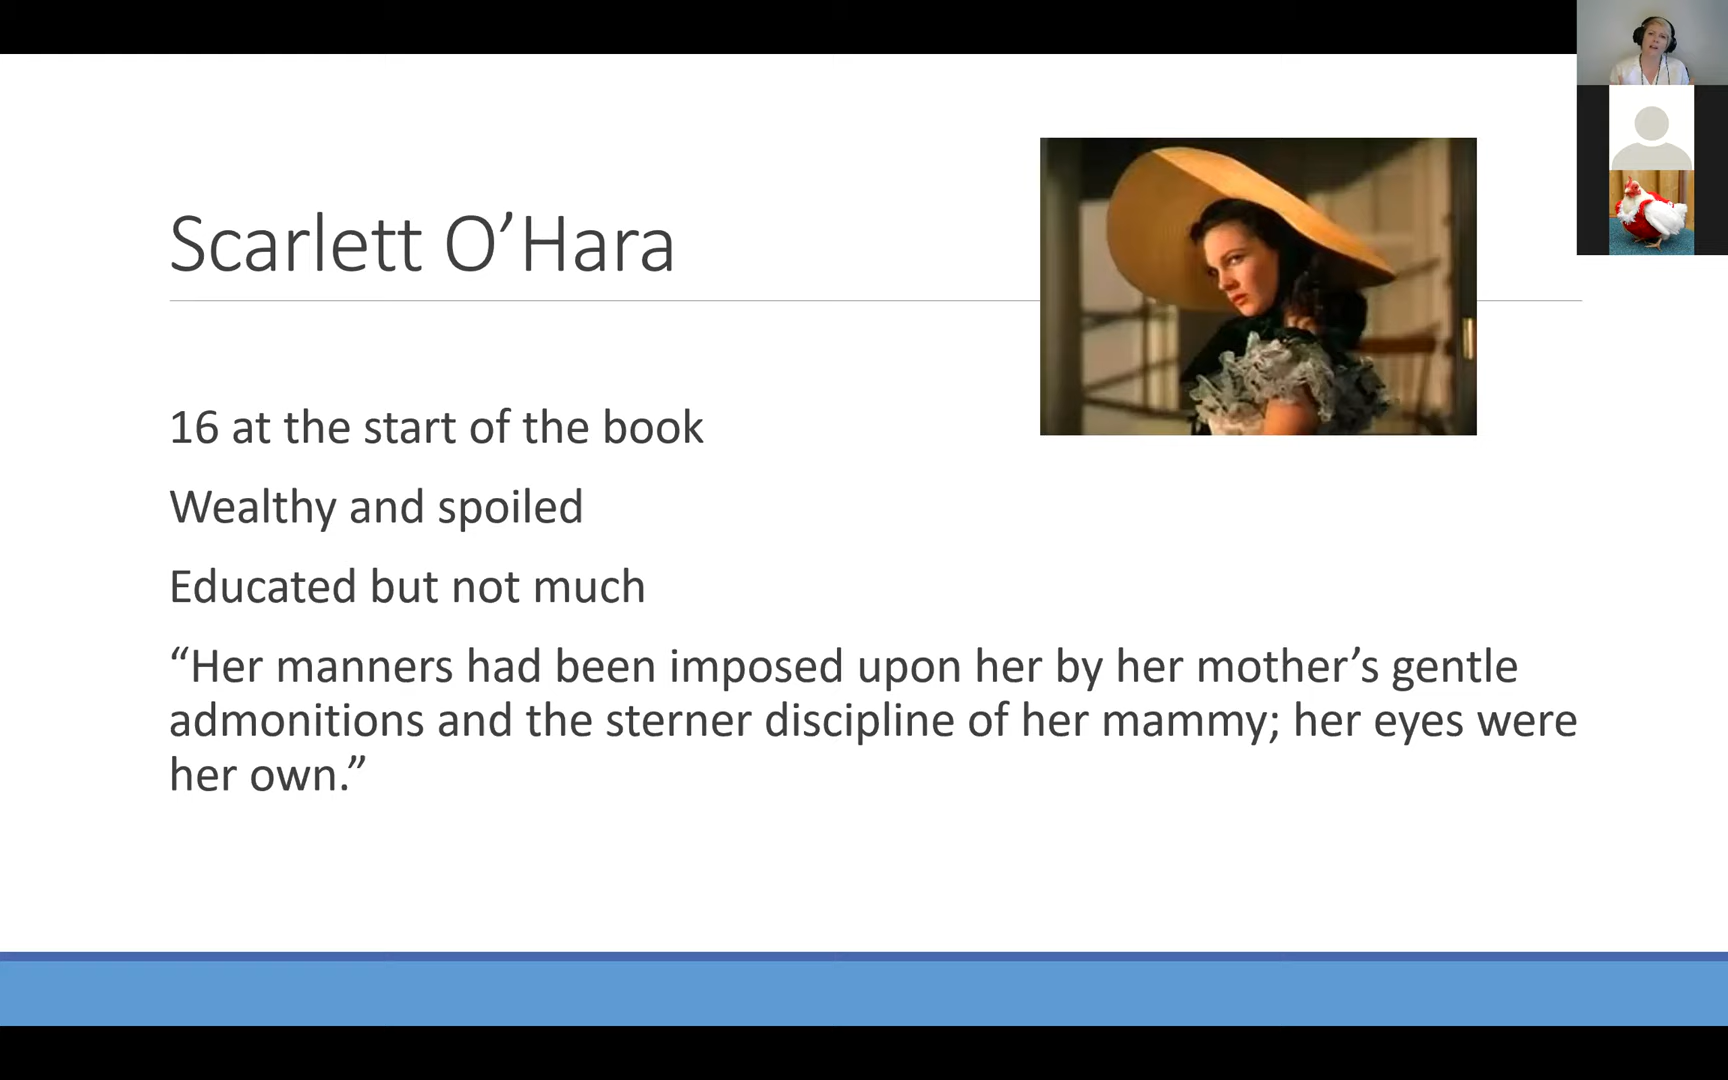 Scarlett O’Hara
16 at the start of the book
Wealthy and spoiled
Educated but not much
“Her manners had been imposed upon her by her mother’s gentle
admonitions and the sterner discipline of her mammy; her eyes were
her own.”